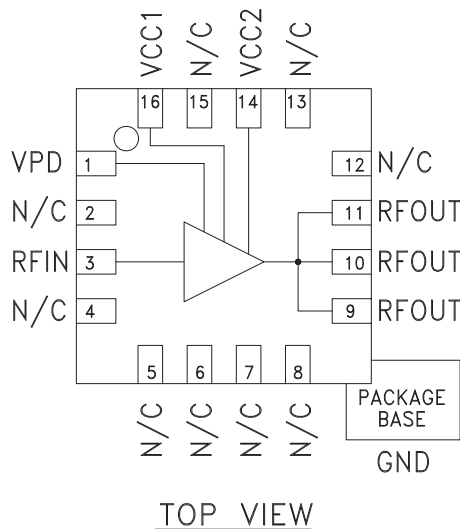 VCC1
N/C
VCC2
N/C
16
15
14
13
VPD 1
12 N/C
N/C 2
11 RFOUT
RFIN 3
10 RFOUT
N/C 4
9 RFOUT
5
6
7
8
N/C
N/C
N/C
N/C
PACKAGE
BASE
GND
TOP VIEW